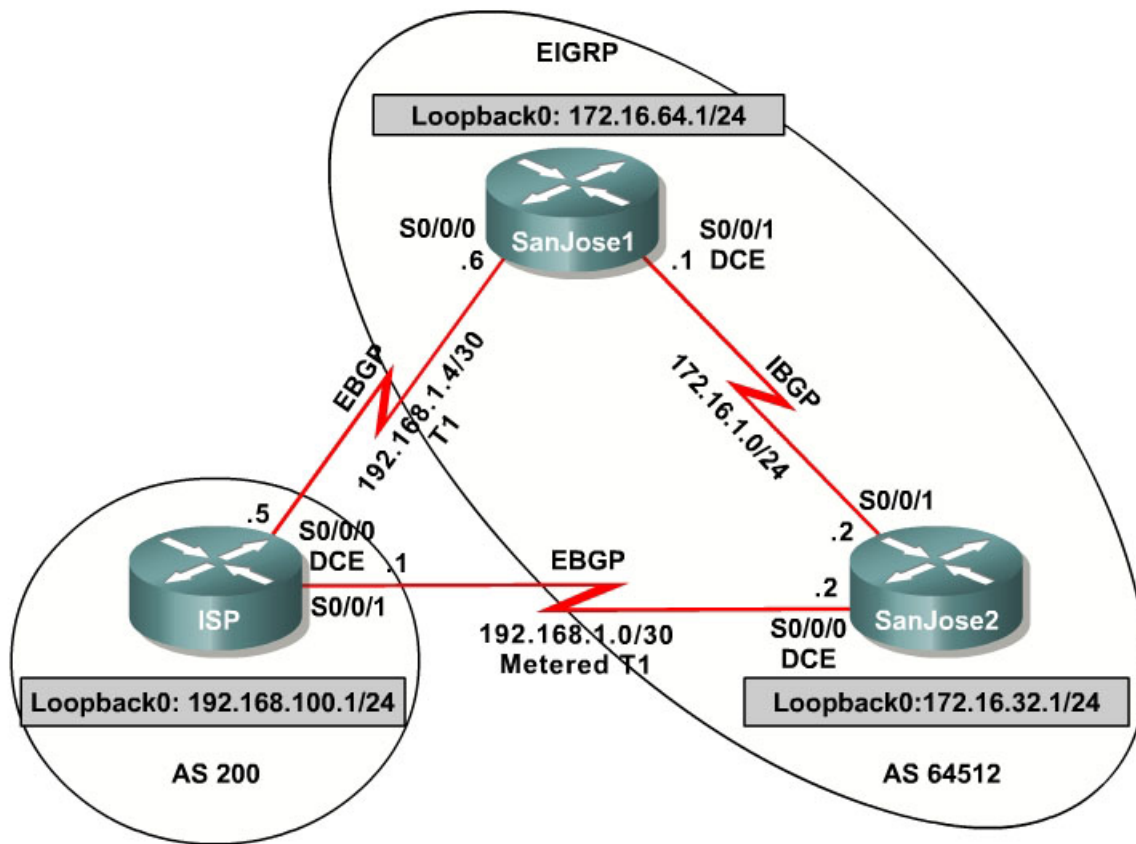 EIGRP
Loopback0: 172.16.64.1/24
S0/0/0
SanJose1
S0/0/1
DCE
.6
.1
EBGP
192.168.1.4/30
T1
IBGP
172.16.1.0/24
S0/0/1
.2
.5
S0/0/0
DCE
.1
EBGP
ISP
S0/0/1
192.168.1.0/30
Metered T1
.2
S0/0/0
DCE
SanJose2
Loopback0: 192.168.100.1/24
Loopback0:172.16.32.1/24
AS 200
AS 64512